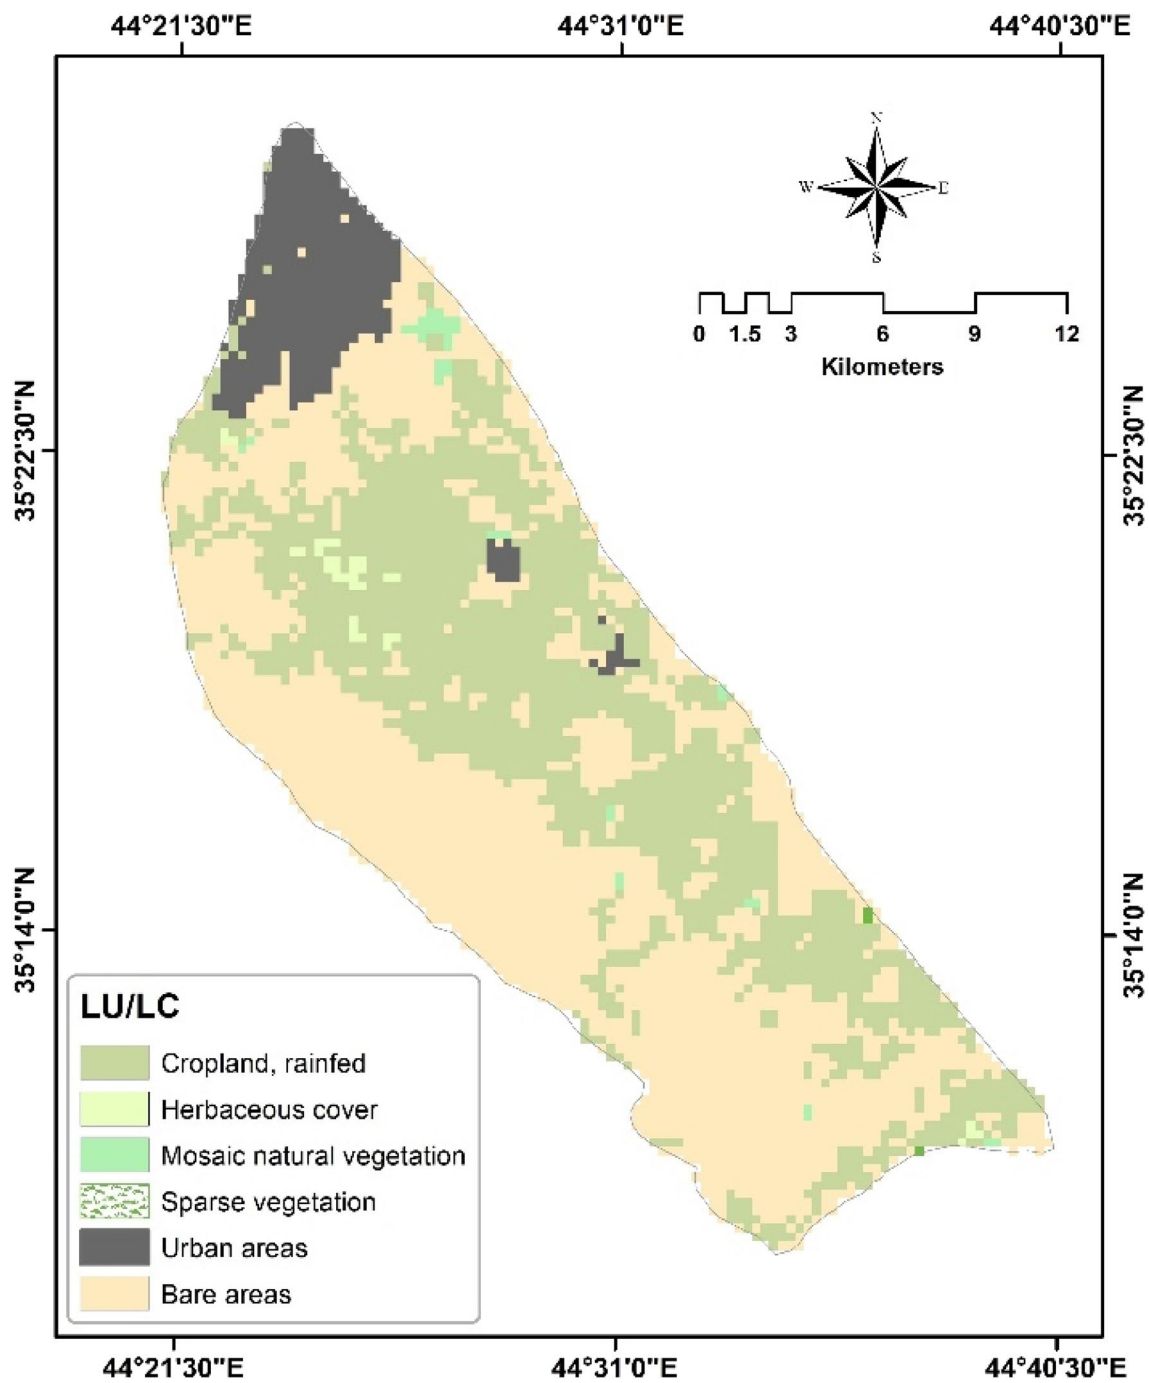 44°21'30"E 44°31'0"E 44°40'30"E
N
W E
S
0 1.5 3 6 9 12
Kilometers
35°22'30"N 35°22'30"N
35°14'0"N 35°14'0"N
LU/LC
Cropland, rainfed
Herbaceous cover
Mosaic natural vegetation
Sparse vegetation
Urban areas
Bare areas
44°21'30"E 44°31'0"E 44°40'30"E